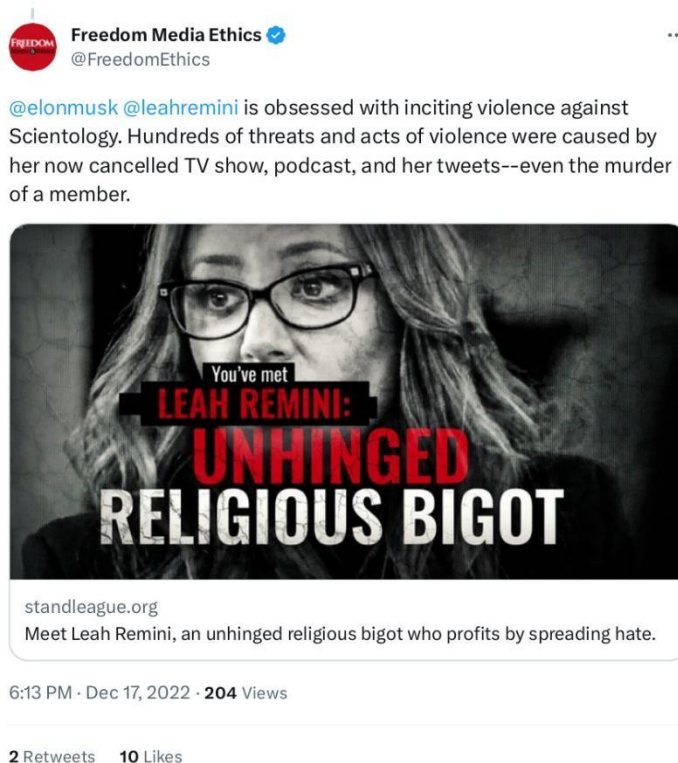 FREEDOM
Freedom Media Ethics
@FreedomEthics
@elonmusk @leahremini is obsessed with inciting violence against
Scientology. Hundreds of threats and acts of violence were caused by
her now cancelled TV show, podcast, and her tweets--even the murder
of a member.
You've met
LEAH REMINI:
UNHINGED
RELIGIOUS BIGOT
standleague.org
Meet Leah Remini, an unhinged religious bigot who profits by spreading hate.
6:13 PM · Dec 17, 2022 · 204 Views
2 Retweets 10 Likes